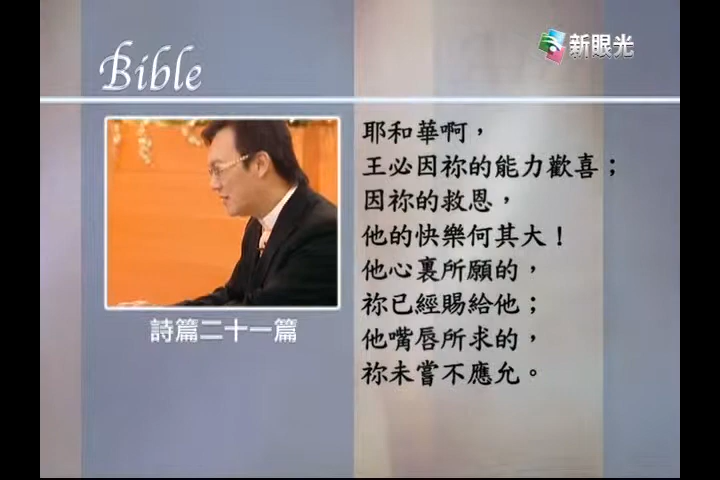 新眼光
Bible
耶和華啊，
王必因祢的能力歡喜；
因祢的救恩，
他的快樂何其大！
他心裏所願的，
祢已經賜給他；
他嘴唇所求的，
祢未嘗不應允。
詩篇二十一篇